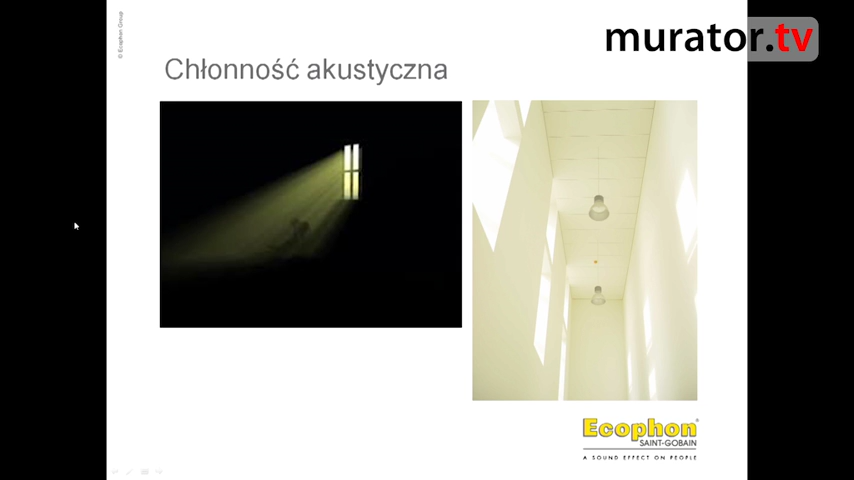 © Ecophon Group
murator.tv
Chłonność akustyczna
Ecophon®
SAINT-GOBAIN
A SOUND EFFECT ON PEOPLE